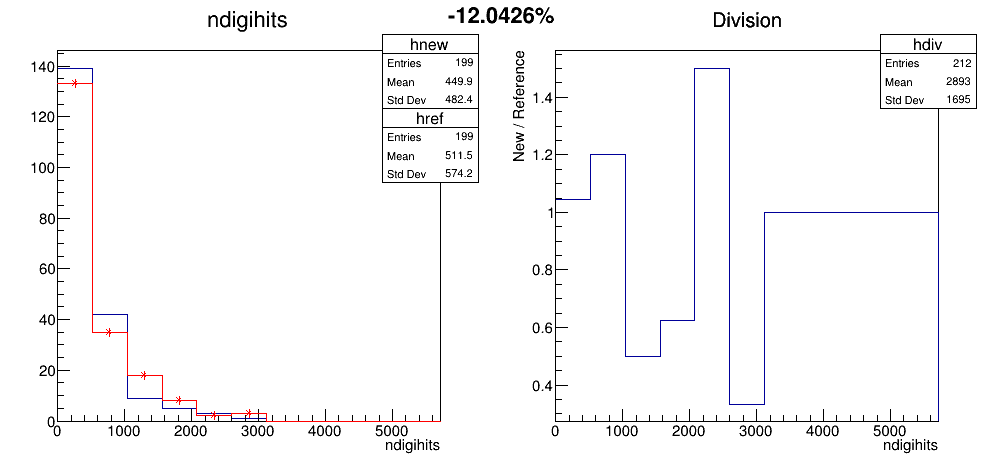 -12.0426%
ndigihits
hnew
Entries 199
Mean 449.9
Std Dev 482.4
href
Entries 199
Mean 511.5
Std Dev 574.2
140
120
100
80
60
40
20
0
0 1000 2000 3000 4000 5000
ndigihits
Division
hdiv
Entries 212
Mean 2893
Std Dev 1695
New / Reference
1.4
1.2
1
0.8
0.6
0.4
0 1000 2000 3000 4000 5000
ndigihits